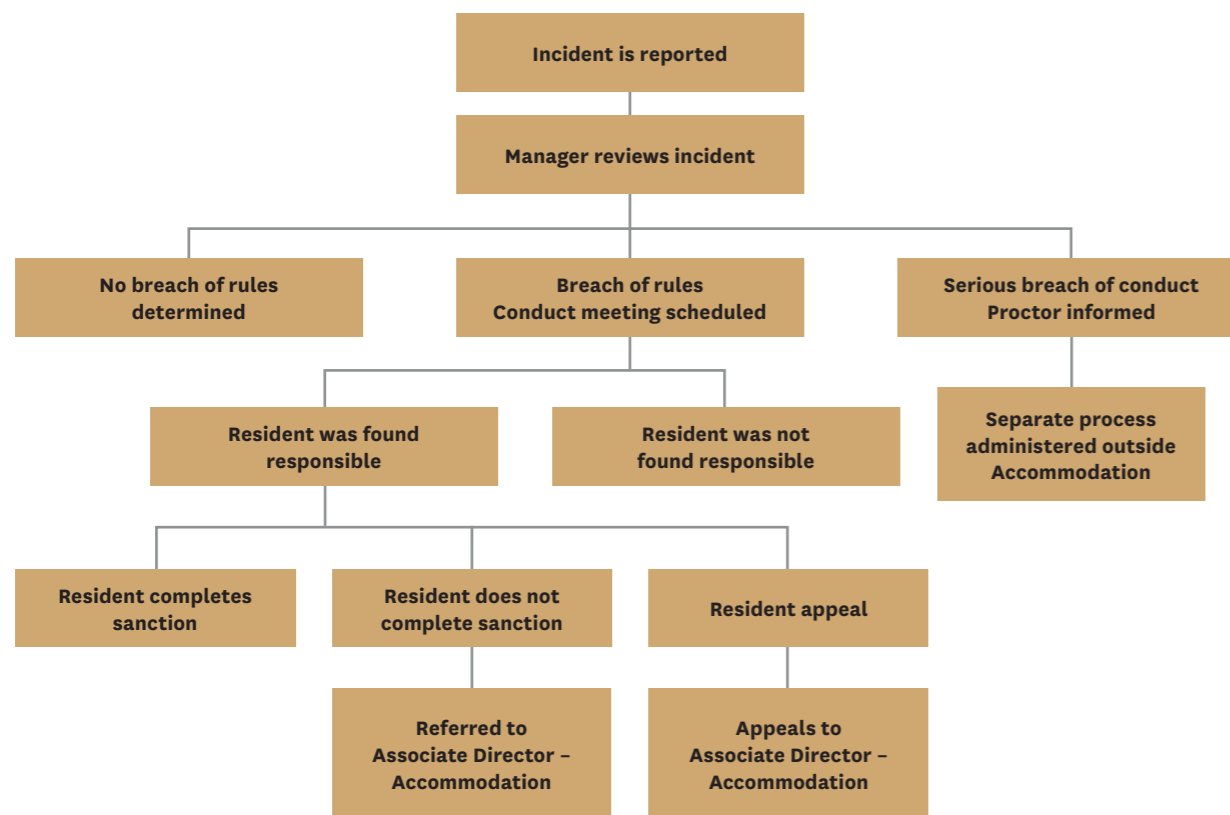 Incident is reported
Manager reviews incident
No breach of rules
determined
Breach of rules
Conduct meeting scheduled
Serious breach of conduct
Proctor informed
Resident was found
responsible
Resident was not
found responsible
Separate process
administered outside
Accommodation
Resident completes
sanction
Resident does not
complete sanction
Resident appeal
Referred to
Associate Director –
Accommodation
Appeals to
Associate Director –
Accommodation